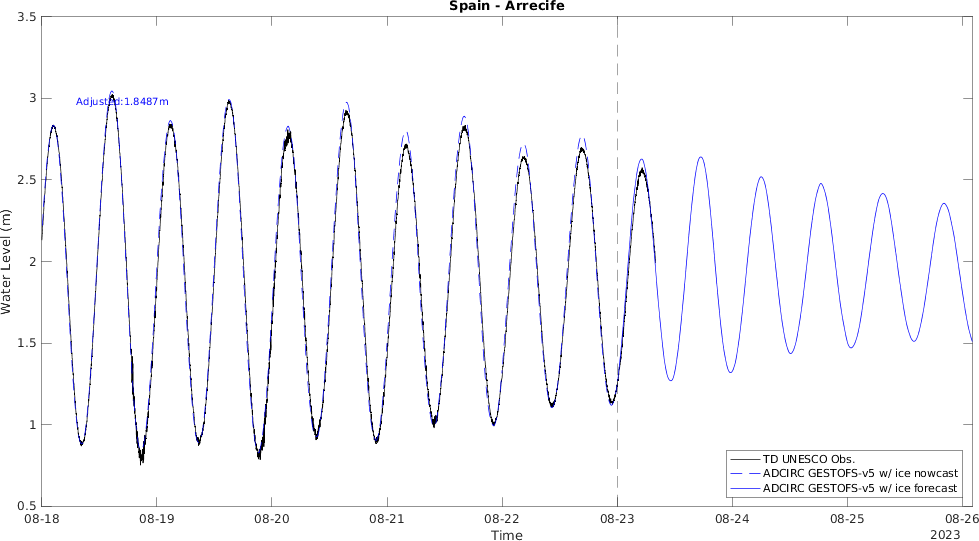 Spain - Arrecife
3.5
3
2.5
2
1.5
1
0.5
Water Level (m)
Adjusted:1.8487m
TD UNESCO Obs.
ADCIRC GESTOFS-v5 w/ ice nowcast
ADCIRC GESTOFS-v5 w/ ice forecast
08-18 08-19 08-20 08-21 08-22 08-23 08-24 08-25 08-26
Time
2023